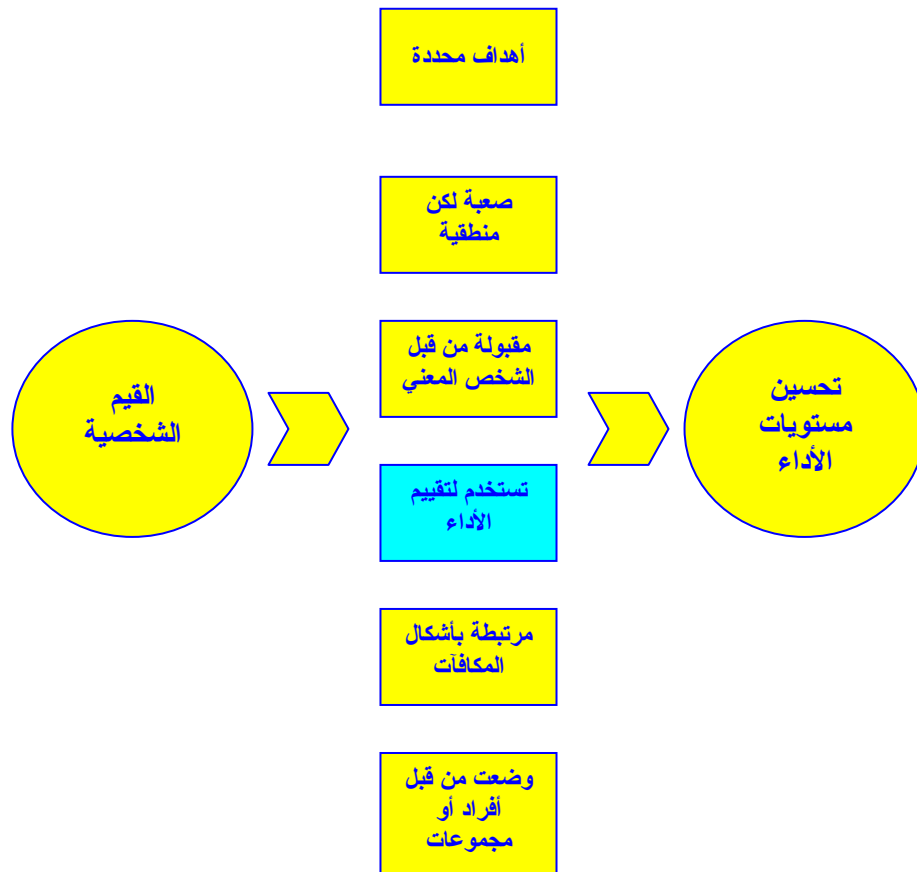 أهداف محددة
صعبة لكن
منطقية
مقبولة من قبل
الشخص المعني
القيم
الشخصية
تحسين
مستويات
الأداء
تستخدم لتقييم
الأداء
مرتبطة بأشكال
المكافآت
وضعت من قبل
أفراد أو
مجموعات